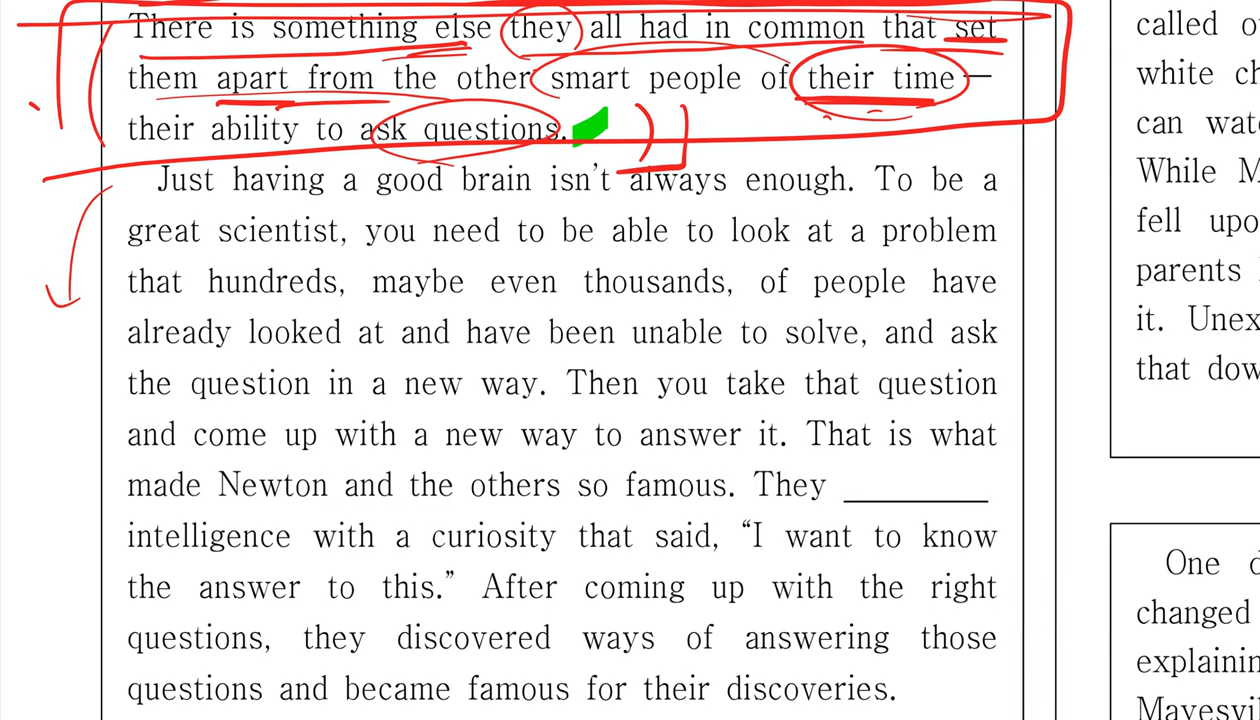 There is something else they all had in common that set
them apart from the other smart people of their time—
their ability to ask questions.
Just having a good brain isn't always enough. To be a
great scientist, you need to be able to look at a problem
that hundreds, maybe even thousands, of people have
already looked at and have been unable to solve, and ask
the question in a new way. Then you take that question
and come up with a new way to answer it. That is what
made Newton and the others so famous. They ________
intelligence with a curiosity that said, “I want to know
the answer to this.” After coming up with the right
questions, they discovered ways of answering those
questions and became famous for their discoveries.
called
white
can
While
fell
parents
it.
that
One
changed